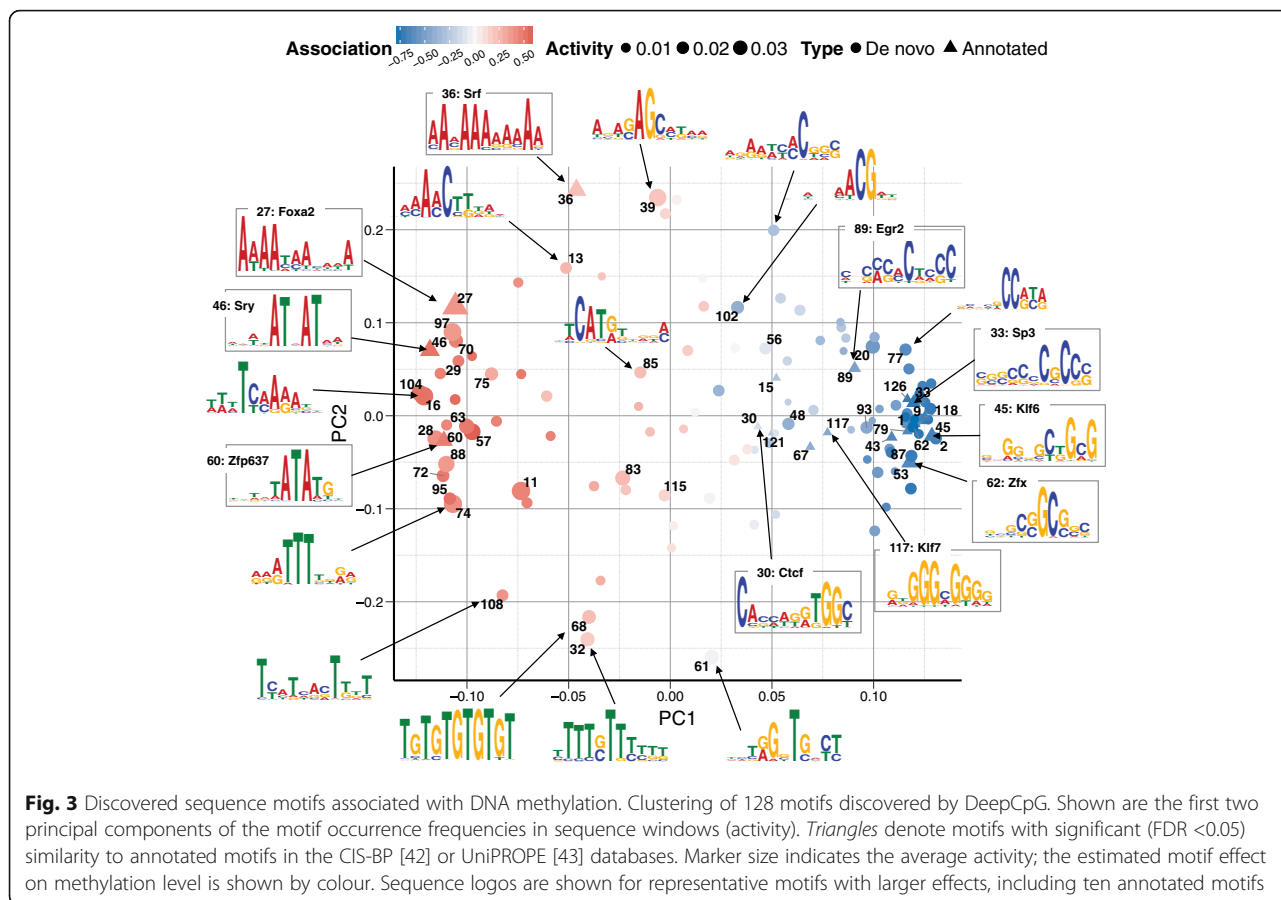 Association −0.75 −0.50 −0.25 0.00 0.25 0.50 Activity 0.01 0.02 0.03 Type De novo Annotated
36: Srf
27: Foxa2
46: Sry
60: Zfp637
89: Egr2
33: Sp3
45: Klf6
62: Zfx
117: Klf7
30: Ctcf
TGTGTGTGTGT
36
39
13
27
97
46
70
29
75
104
16
63
28
60
57
88
72
95
74
11
83
115
85
108
68
32
61
102
56
20
77
89
15
126
33
30
48
117
93
1
9
118
45
121
67
79
43
62
2
87
53
0.2
0.1
0.0
−0.1
−0.2
PC2
−0.10 −0.05 0.00 0.05 0.10
PC1
Fig. 3 Discovered sequence motifs associated with DNA methylation. Clustering of 128 motifs discovered by DeepCpG. Shown are the first two
principal components of the motif occurrence frequencies in sequence windows (activity). Triangles denote motifs with significant (FDR <0.05)
similarity to annotated motifs in the CIS-BP [42] or UniPROPE [43] databases. Marker size indicates the average activity; the estimated motif effect
on methylation level is shown by colour. Sequence logos are shown for representative motifs with larger effects, including ten annotated motifs